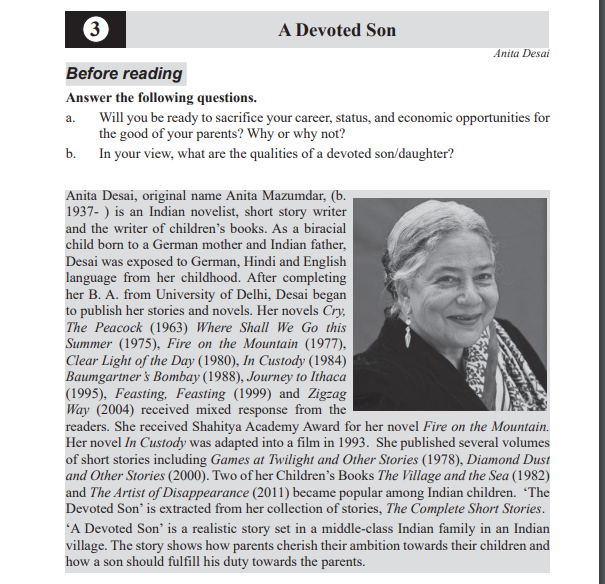 3
A Devoted Son
Anita Desai
Before reading
Answer the following questions.
a. Will you be ready to sacrifice your career, status, and economic opportunities for
the good of your parents? Why or why not?
b. In your view, what are the qualities of a devoted son/daughter?
Anita Desai, original name Anita Mazumdar, (b.
1937- ) is an Indian novelist, short story writer
and the writer of children's books. As a biracial
child born to a German mother and Indian father,
Desai was exposed to German, Hindi and English
language from her childhood. After completing
her B. A. from University of Delhi, Desai began
to publish her stories and novels. Her novels Cry,
The Peacock (1963) Where Shall We Go this
Summer (1975), Fire on the Mountain (1977),
Clear Light of the Day (1980), In Custody (1984)
Baumgartner's Bombay (1988), Journey to Ithaca
(1995), Feasting, Feasting (1999) and Zigzag
Way (2004) received mixed response from the
readers. She received Shahitya Academy Award for her novel Fire on the Mountain.
Her novel In Custody was adapted into a film in 1993. She published several volumes
of short stories including Games at Twilight and Other Stories (1978), Diamond Dust
and Other Stories (2000). Two of her Children's Books The Village and the Sea (1982)
and The Artist of Disappearance (2011) became popular among Indian children. 'The
Devoted Son' is extracted from her collection of stories, The Complete Short Stories.
'A Devoted Son' is a realistic story set in a middle-class Indian family in an Indian
village. The story shows how parents cherish their ambition towards their children and
how a son should fulfill his duty towards the parents.